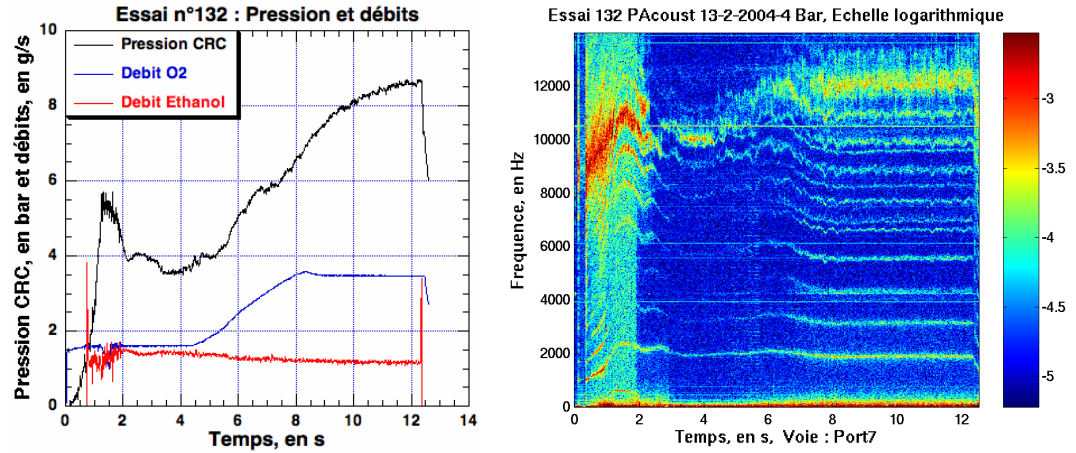 Essai n°132 : Pression et débits
Pression CRC
Debit O2
Debit Ethanol
Pression CRC, en bar et débits, en g/s
10
8
6
4
2
0
0 2 4 6 8 10 12 14
Temps, en s
Essai 132 PAcoust 13-2-2004-4 Bar, Echelle logarithmique
Frequence, en Hz
12000
10000
8000
6000
4000
2000
0
0 2 4 6 8 10 12
Temps, en s, Voie : Port7
-3
-3.5
-4
-4.5
-5